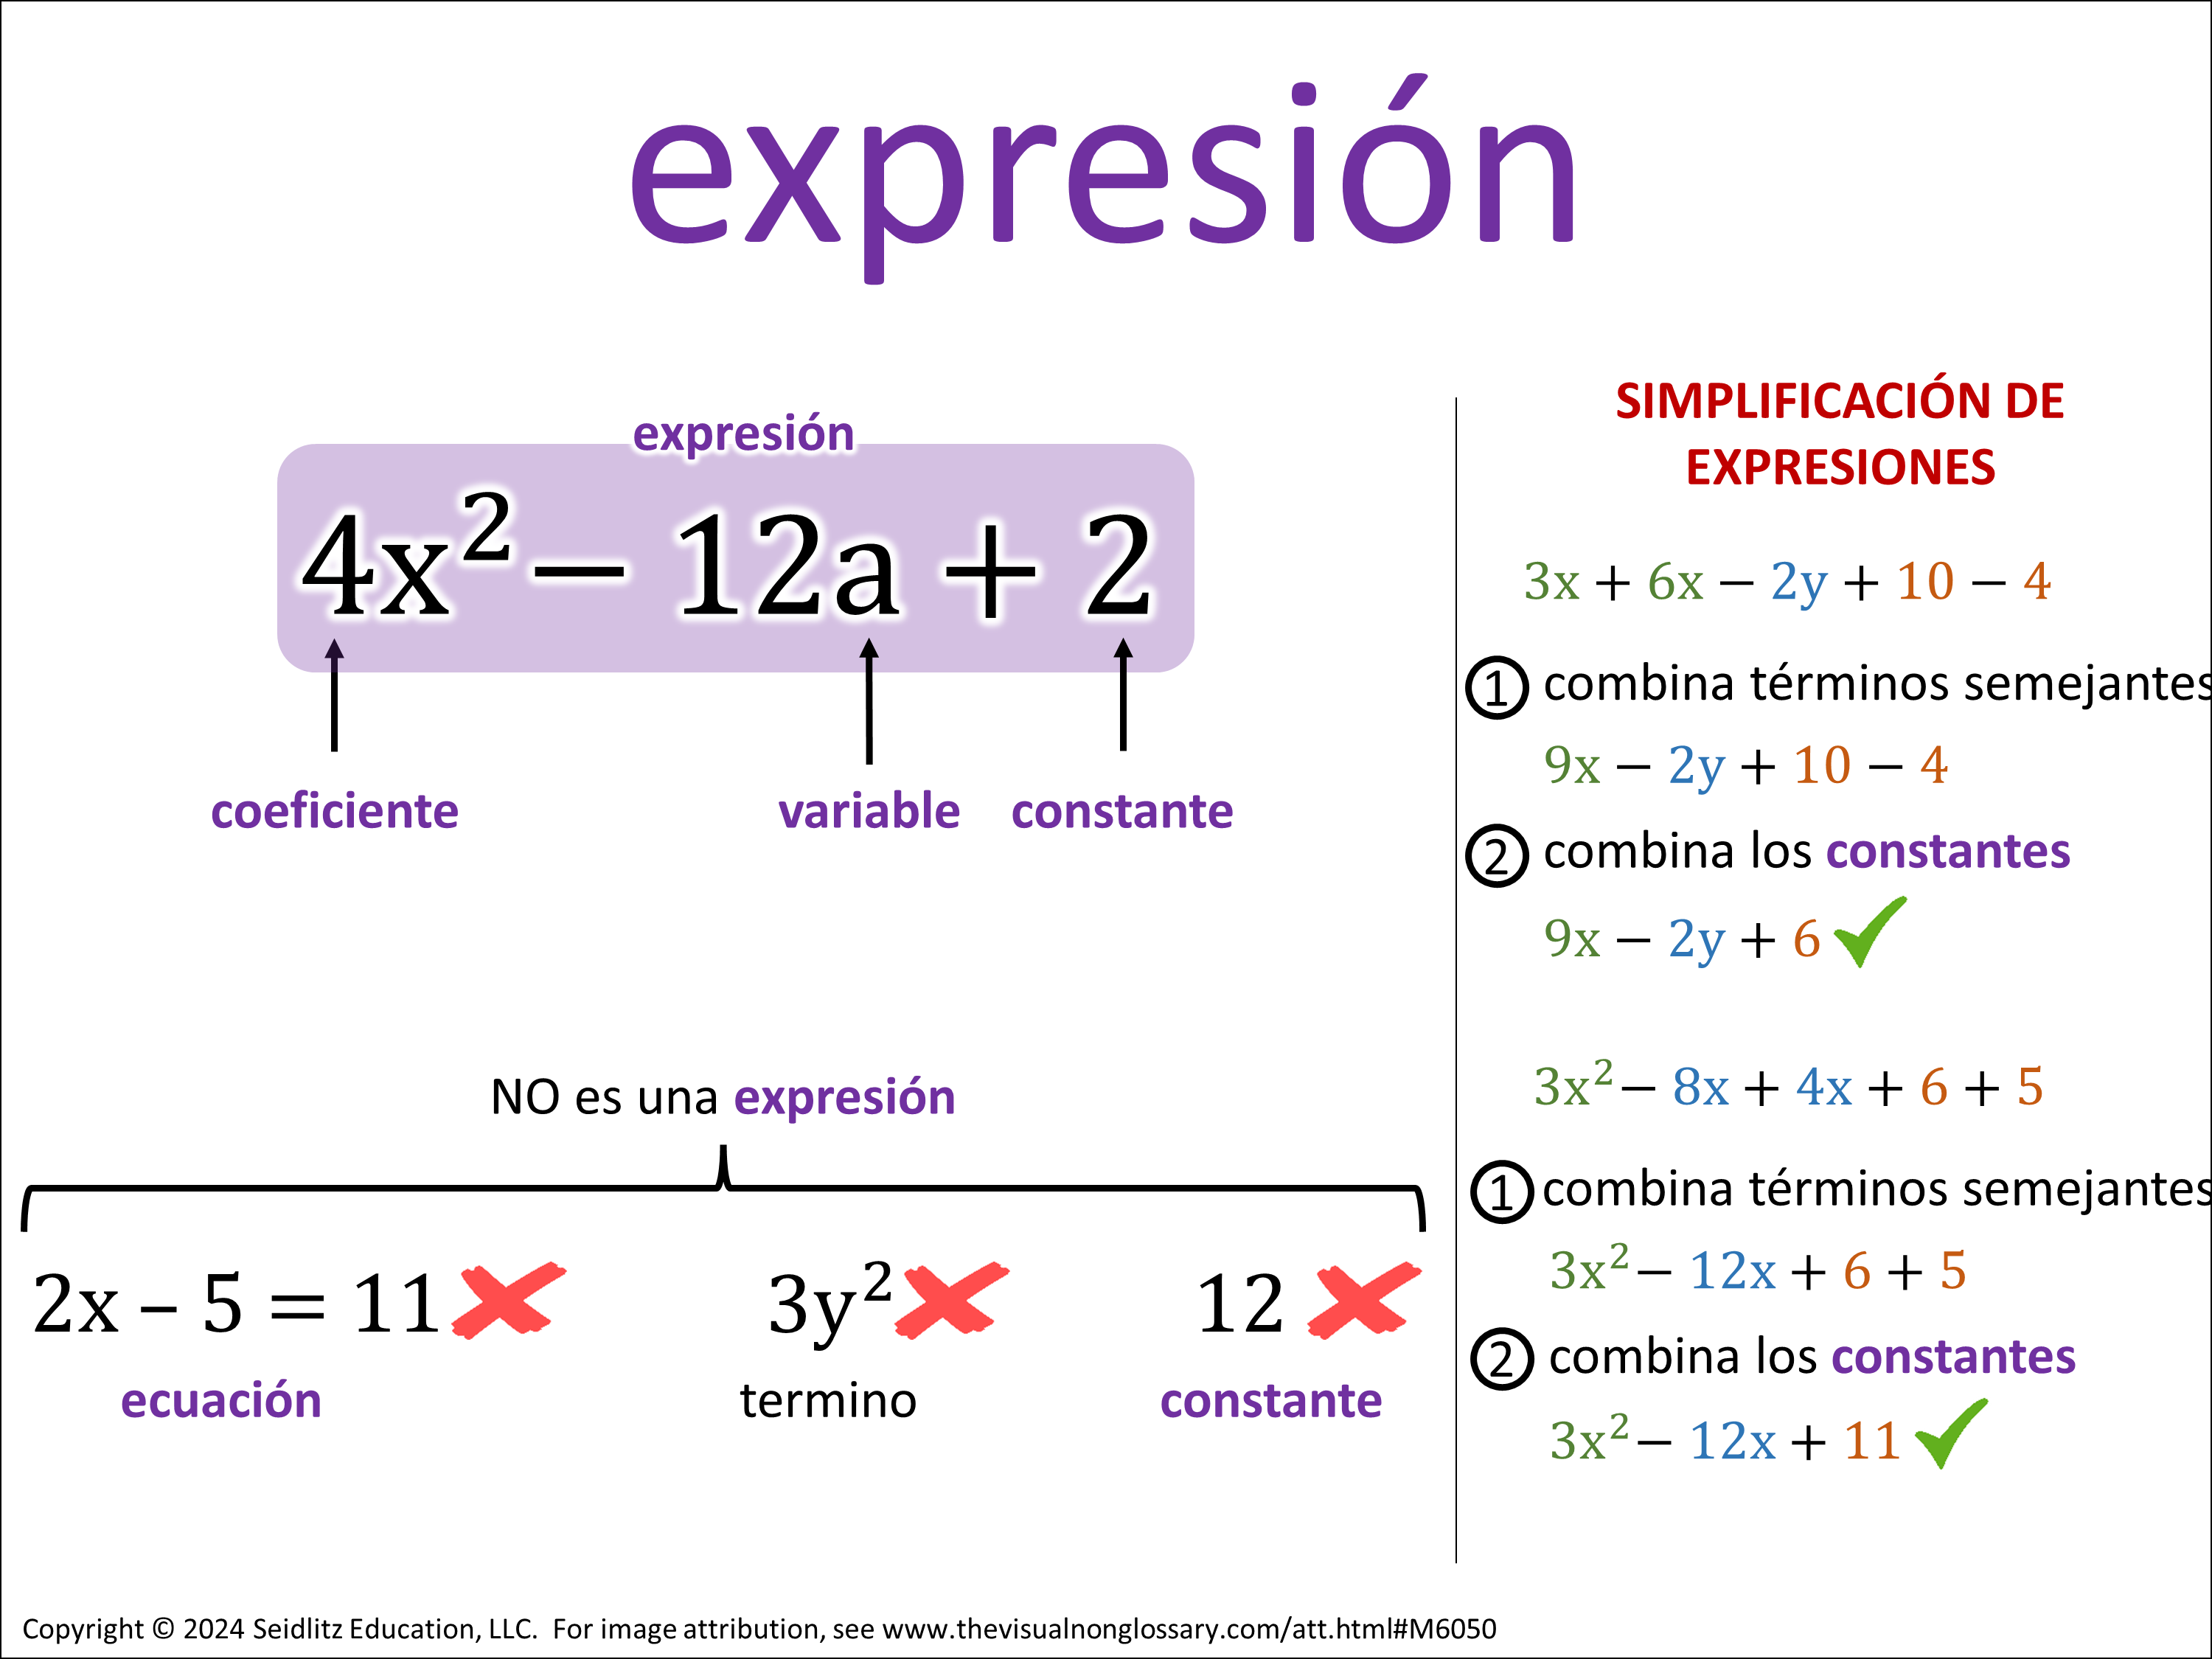 expresión
expresión
4x² − 12a + 2
coeficiente
variable
constante
NO es una expresión
2x – 5 = 11
3y²
12
ecuación
termino
constante
SIMPLIFICACIÓN DE
EXPRESIONES
3x + 6x − 2y + 10 − 4
1 combina términos semejantes
9x − 2y + 10 − 4
2 combina los constantes
9x − 2y + 6
3x² − 8x + 4x + 6 + 5
1 combina términos semejantes
3x² − 12x + 6 + 5
2 combina los constantes
3x² − 12x + 11
Copyright © 2024 Seidlitz Education, LLC.  For image attribution, see www.thevisualnonglossary.com/att.html#M6050